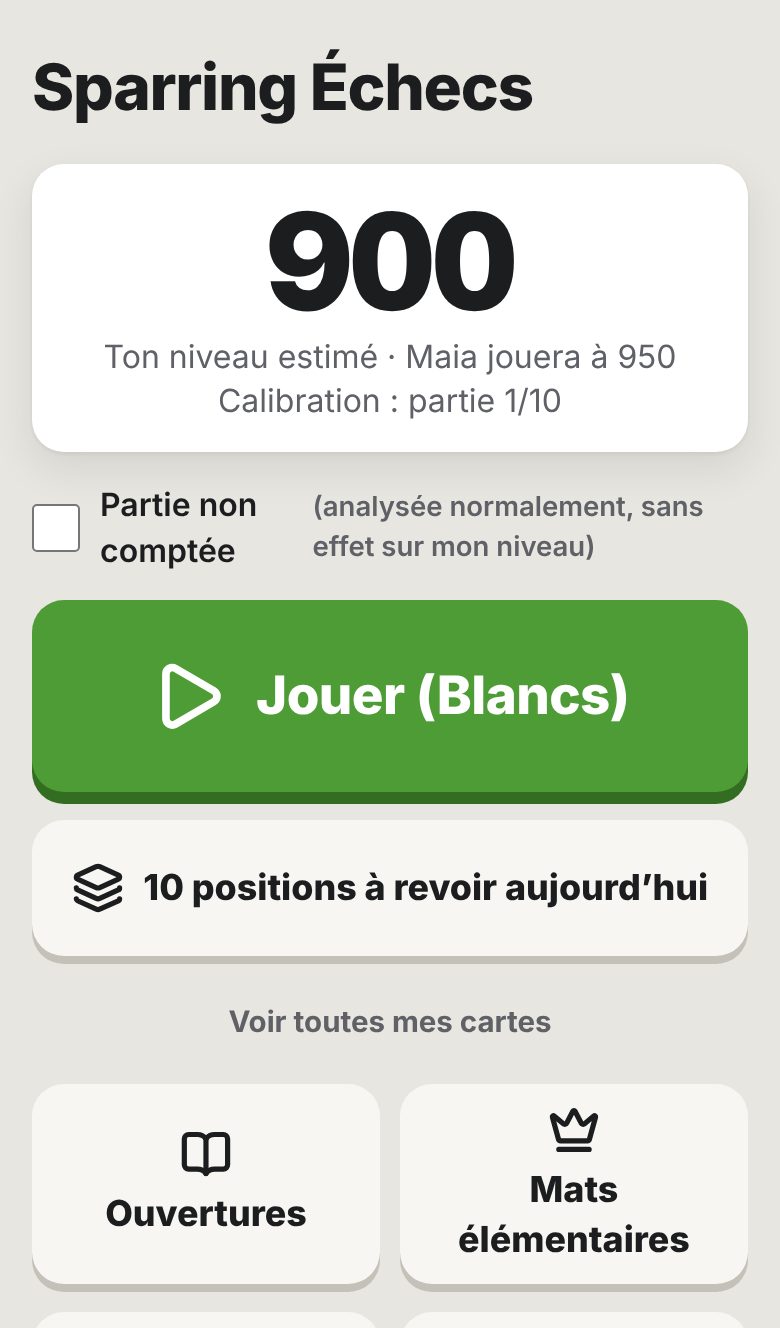 Sparring Échecs
900
Ton niveau estimé · Maia jouera à 950
Calibration : partie 1/10
Partie non
comptée
(analysée normalement, sans
effet sur mon niveau)
Jouer (Blancs)
10 positions à revoir aujourd’hui
Voir toutes mes cartes
Ouvertures
Mats
élémentaires